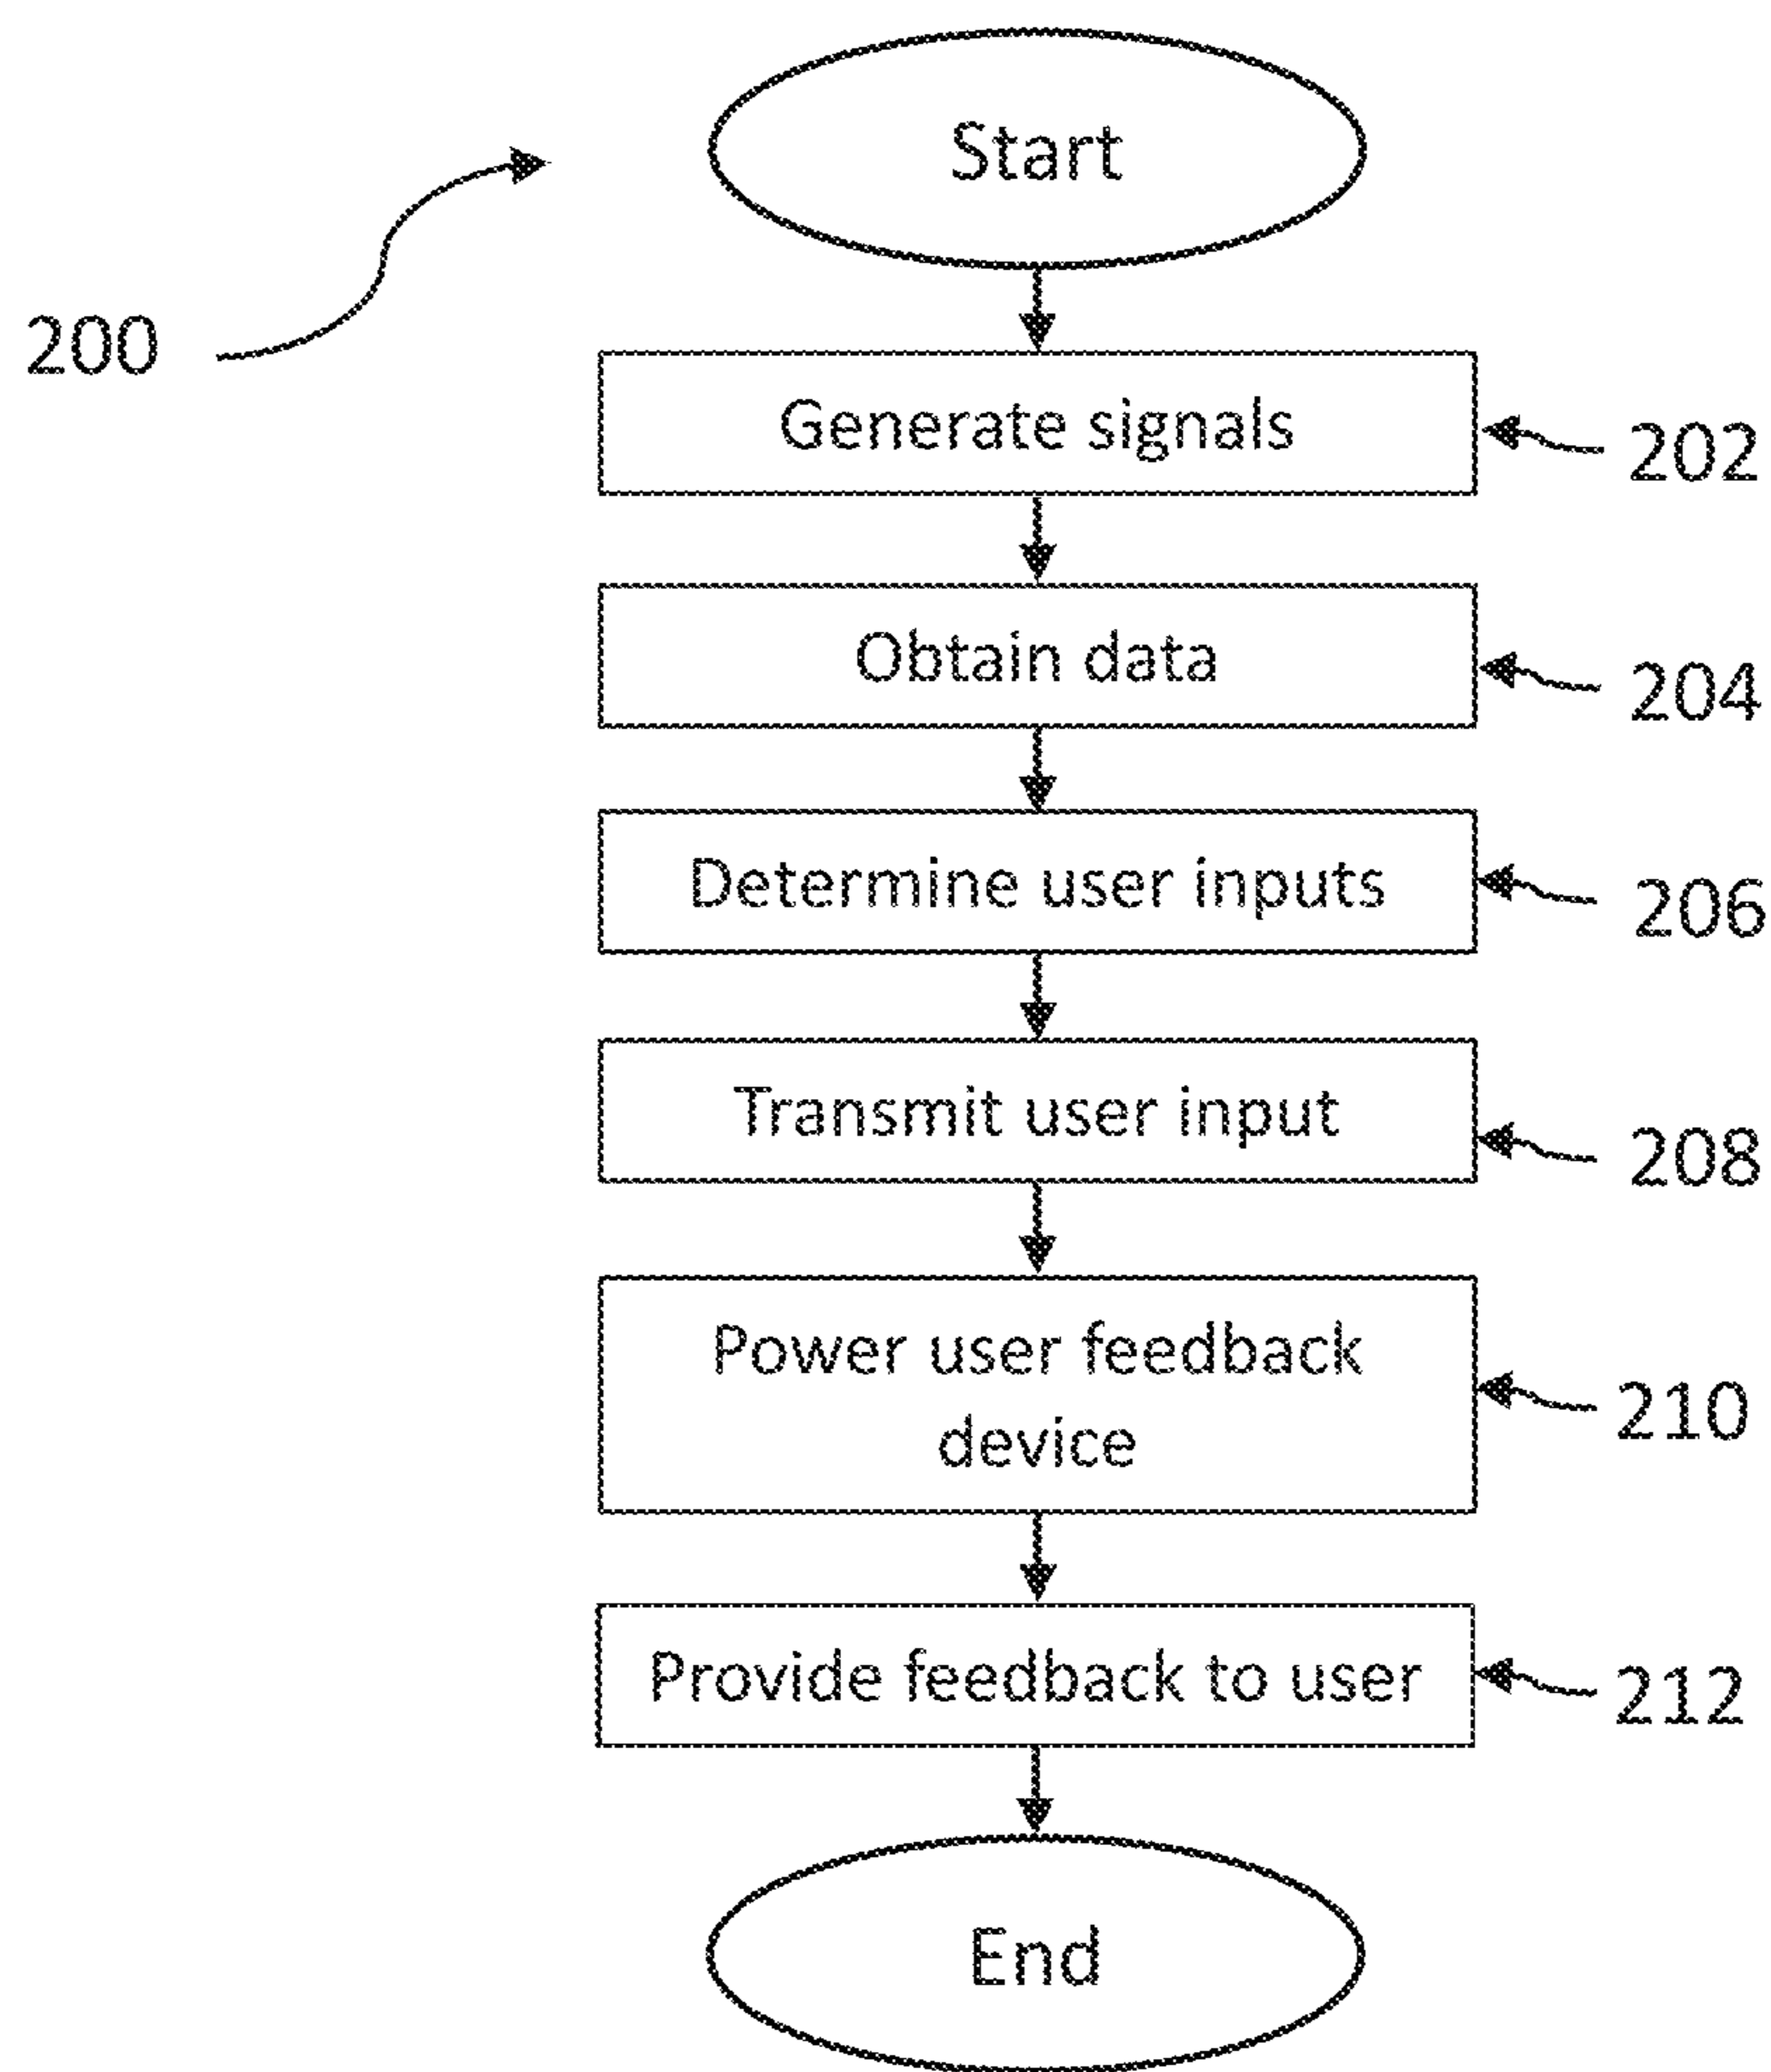 Start
200
Generate signals
202
Obtain data
204
Determine user inputs
206
Transmit user input
208
Power user feedback
device
210
Provide feedback to user
212
End